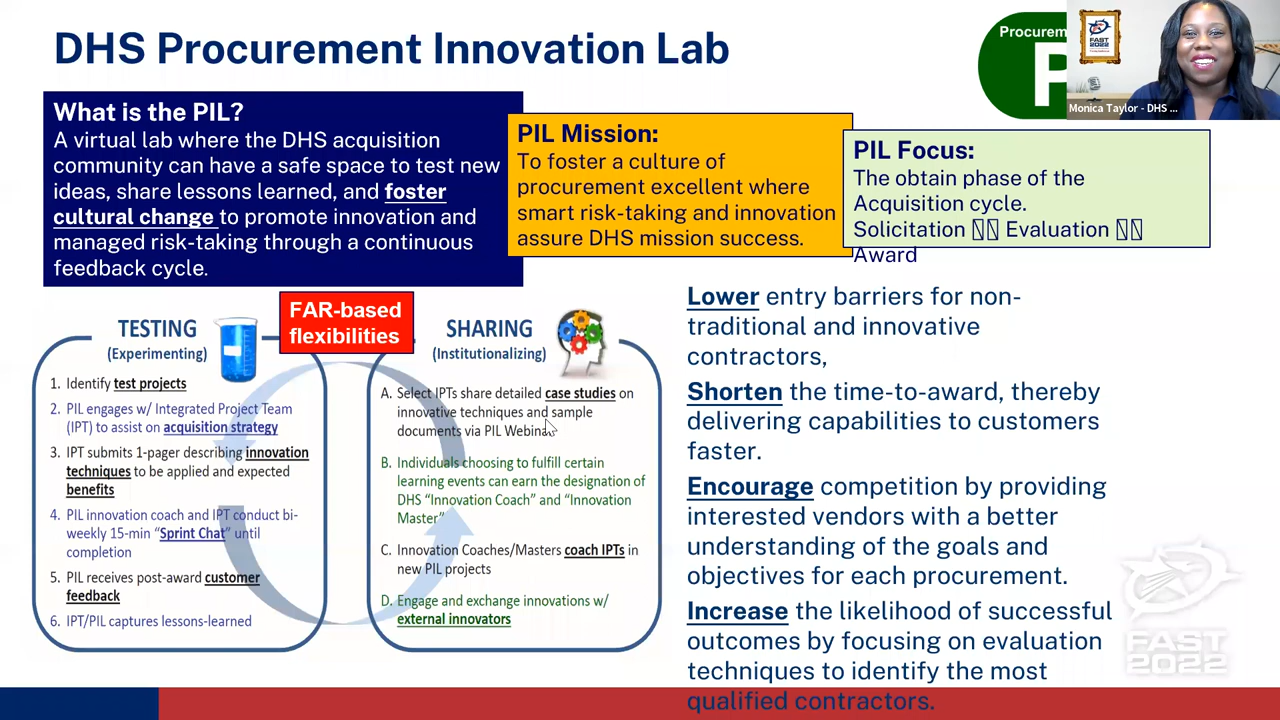 DHS Procurement Innovation Lab
Procurem
P
FAST
2022
Monica Taylor - DHS ...
What is the PIL?
A virtual lab where the DHS acquisition
community can have a safe space to test new
ideas, share lessons learned, and foster
cultural change to promote innovation and
managed risk-taking through a continuous
feedback cycle.
PIL Mission:
To foster a culture of
procurement excellent where
smart risk-taking and innovation
assure DHS mission success.
PIL Focus:
The obtain phase of the
Acquisition cycle.
Solicitation Evaluation
Award
FAR-based
flexibilities
TESTING
(Experimenting)
1. Identify test projects
2. PIL engages w/ Integrated Project Team
(IPT) to assist on acquisition strategy
3. IPT submits 1-pager describing innovation
techniques to be applied and expected
benefits
4. PIL innovation coach and IPT conduct bi-
weekly 15-min “Sprint Chat” until
completion
5. PIL receives post-award customer
feedback
6. IPT/PIL captures lessons-learned
SHARING
(Institutionalizing)
A. Select IPTs share detailed case studies on
innovative techniques and sample
documents via PIL Webinar
B. Individuals choosing to fulfill certain
learning events can earn the designation of
DHS “Innovation Coach” and “Innovation
Master”
C. Innovation Coaches/Masters coach IPTs in
new PIL projects
D. Engage and exchange innovations w/
external innovators
Lower entry barriers for non-
traditional and innovative
contractors,
Shorten the time-to-award, thereby
delivering capabilities to customers
faster.
Encourage competition by providing
interested vendors with a better
understanding of the goals and
objectives for each procurement.
Increase the likelihood of successful
outcomes by focusing on evaluation
techniques to identify the most
qualified contractors.
FAST
2022